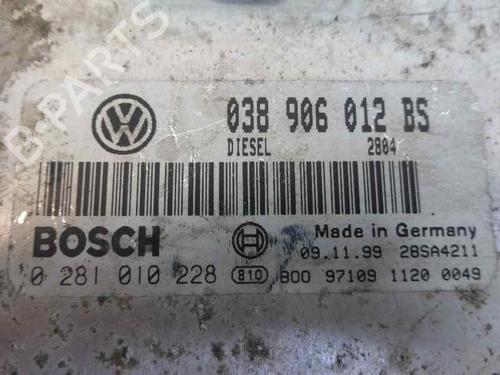 B-PARTS
038 906 012 BS
DIESEL 2804
BOSCH
Made in Germany
09.11.99 28SA4211
0 281 010 228 810 B00 97109 1120 0049